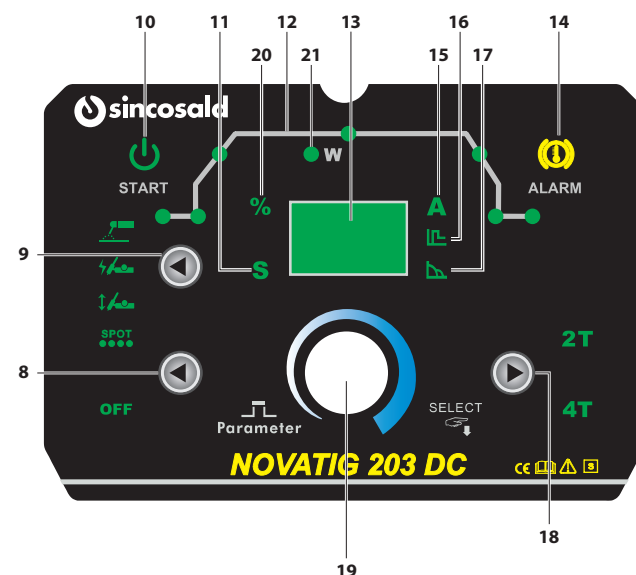 10 11 20 12 21 13 15 16 17 14
sincosald
W
START
ALARM
% A
9
S
SPOT
2T
8
OFF
4T
SELECT
Parameter
NOVATIG 203 DC CE S
18
19